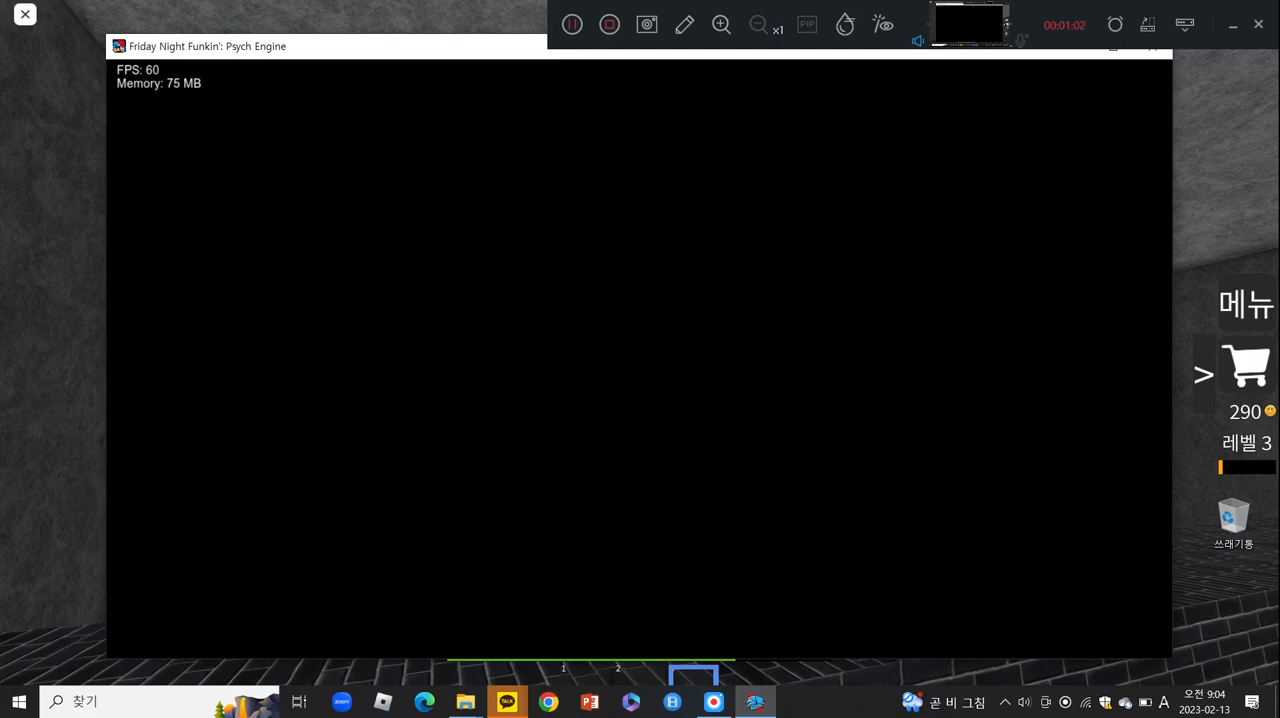 x1
PIP
00:01:02
Friday Night Funkin': Psych Engine
FPS: 60
Memory: 75 MB
메뉴
>
290
레벨 3
쓰레기통
1
2
찾기
zoom
TALK
곧 비 그침
A
오전 9:04
2023-02-13